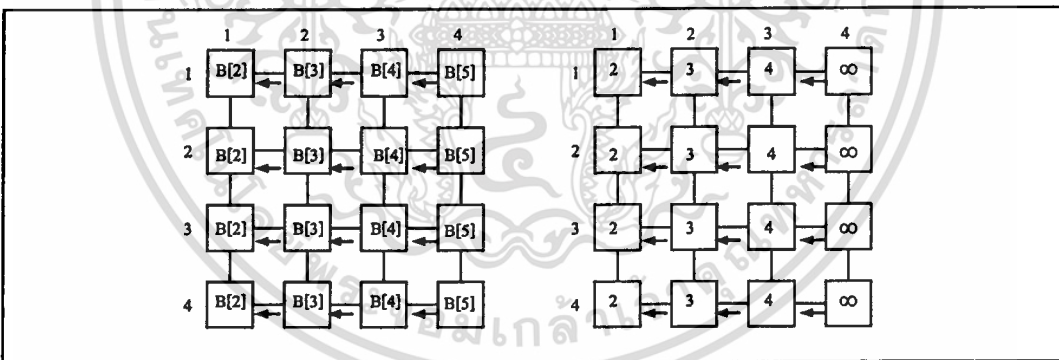 1 2 3 4
1 B[2] B[3] B[4] B[5]
2 B[2] B[3] B[4] B[5]
3 B[2] B[3] B[4] B[5]
4 B[2] B[3] B[4] B[5]
1 2 3 4
1 2 3 4 ∞
2 2 3 4 ∞
3 2 3 4 ∞
4 2 3 4 ∞